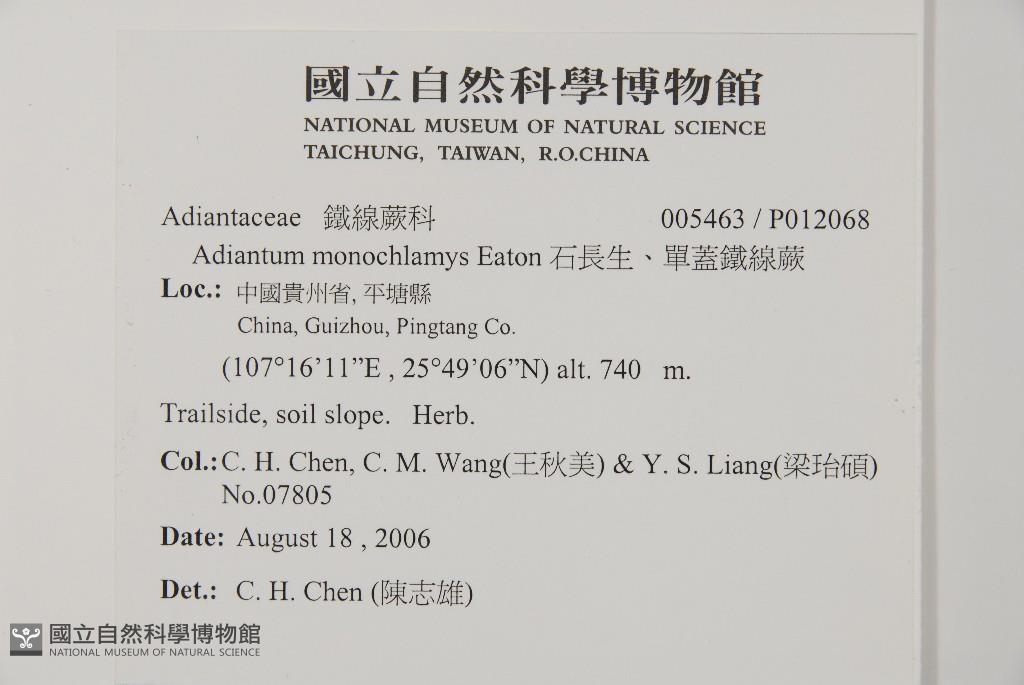 國立自然科學博物館
NATIONAL MUSEUM OF NATURAL SCIENCE
TAICHUNG, TAIWAN, R.O.CHINA
Adiantaceae 鐵線蕨科 005463 / P012068
Adiantum monochlamys Eaton 石長生、單蓋鐵線蕨
Loc.: 中國貴州省, 平塘縣
China, Guizhou, Pingtang Co.
(107°16’11”E , 25°49’06”N) alt. 740 m.
Trailside, soil slope. Herb.
Col.: C. H. Chen, C. M. Wang(王秋美) & Y. S. Liang(梁珆碩)
No.07805
Date: August 18 , 2006
Det.: C. H. Chen (陳志雄)
國立自然科學博物館
NATIONAL MUSEUM OF NATURAL SCIENCE